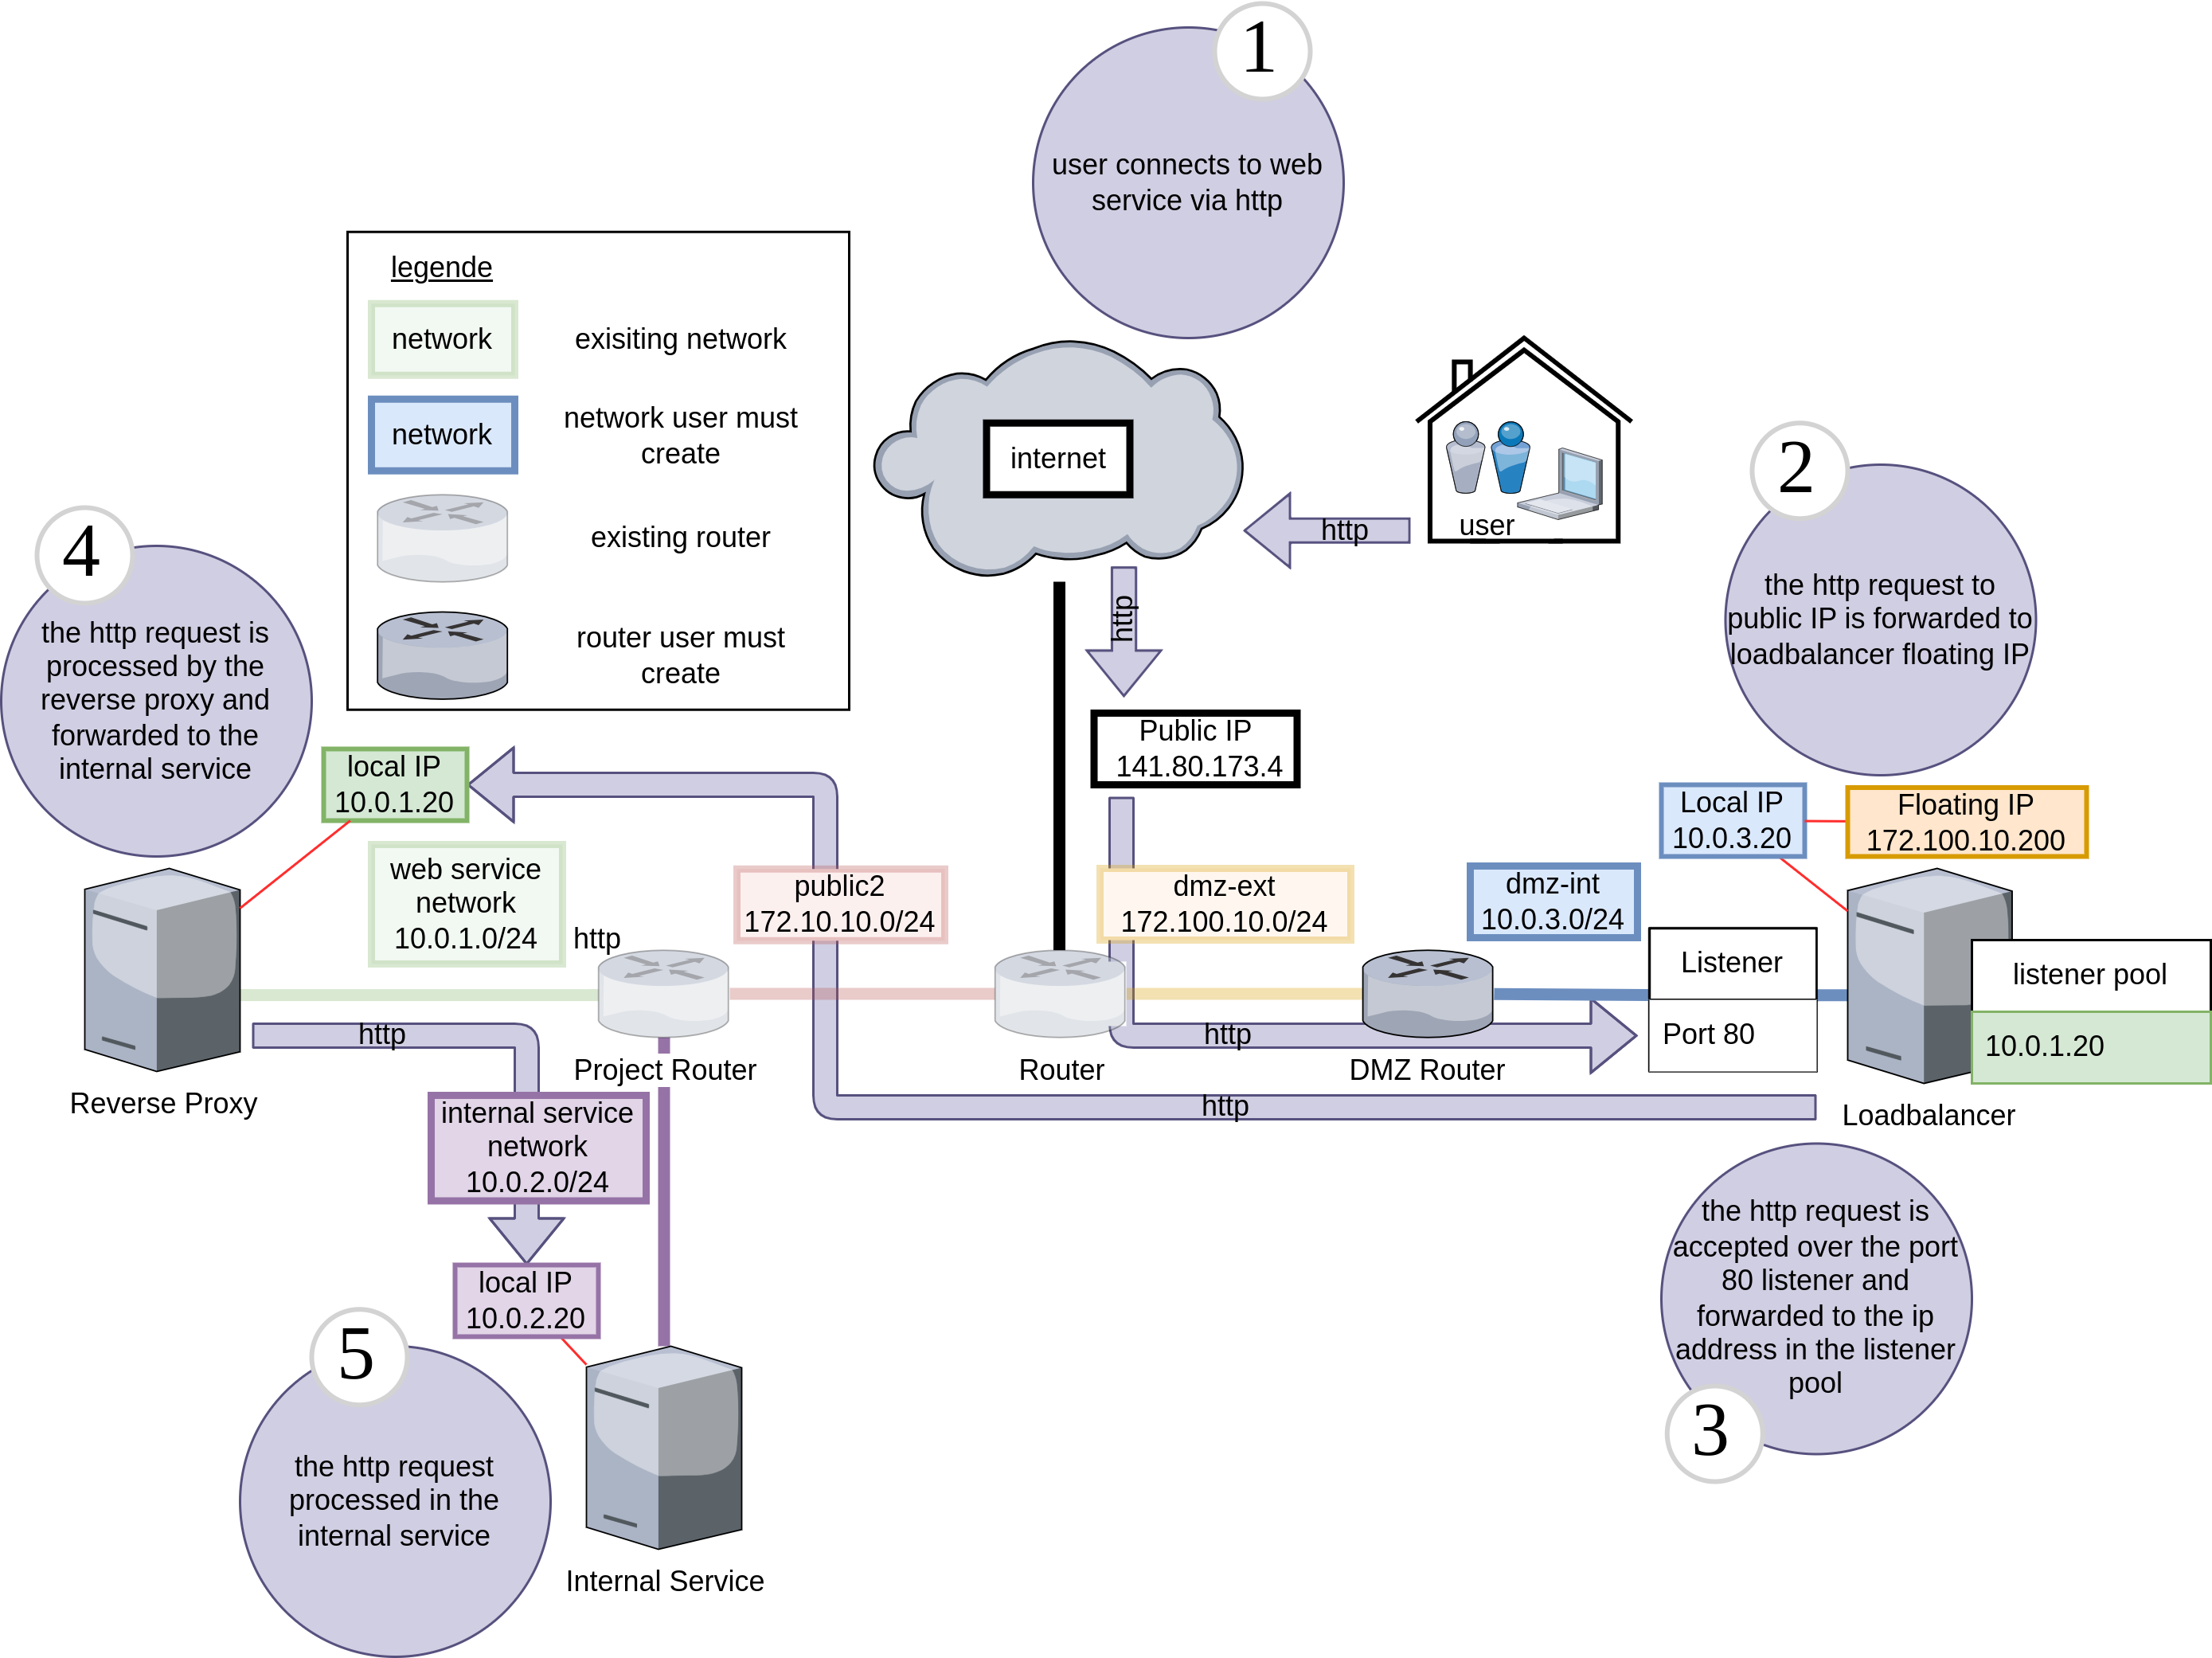 1
user connects to web
service via http
legende
network
exisiting network
network
network user must
create
existing router
router user must
create
internet
http
user
http
2
the http request to
public IP is forwarded to
loadbalancer floating IP
4
the http request is
processed by the
reverse proxy and
forwarded to the
internal service
local IP
10.0.1.20
Public IP
141.80.173.4
Local IP
10.0.3.20
Floating IP
172.100.10.200
web service
network
10.0.1.0/24
http
public2
172.10.10.0/24
dmz-ext
172.100.10.0/24
dmz-int
10.0.3.0/24
Listener
Port 80
listener pool
10.0.1.20
http
Project Router
Router
http
DMZ Router
http
Reverse Proxy
Loadbalancer
internal service
network
10.0.2.0/24
local IP
10.0.2.20
the http request is
accepted over the port
80 listener and
forwarded to the ip
address in the listener
pool
3
5
the http request
processed in the
internal service
Internal Service